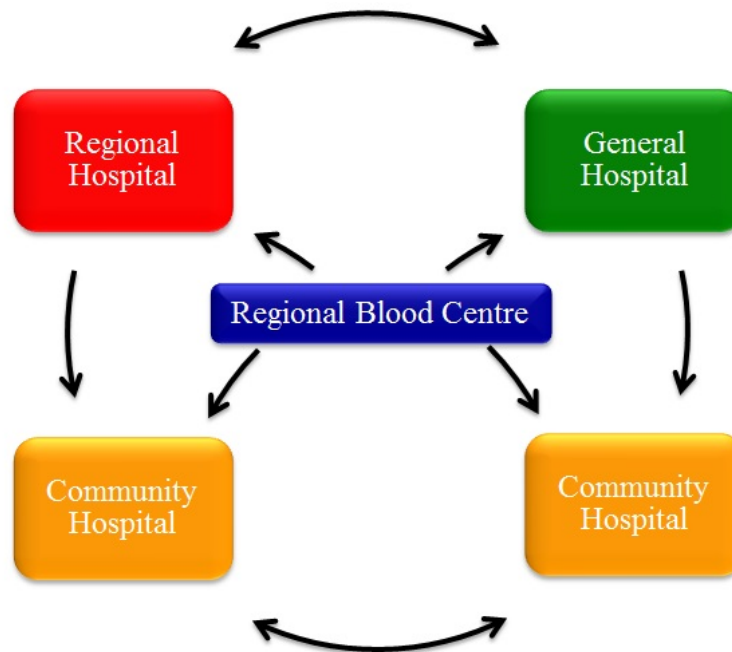 Regional
Hospital
General
Hospital
Regional Blood Centre
Community
Hospital
Community
Hospital